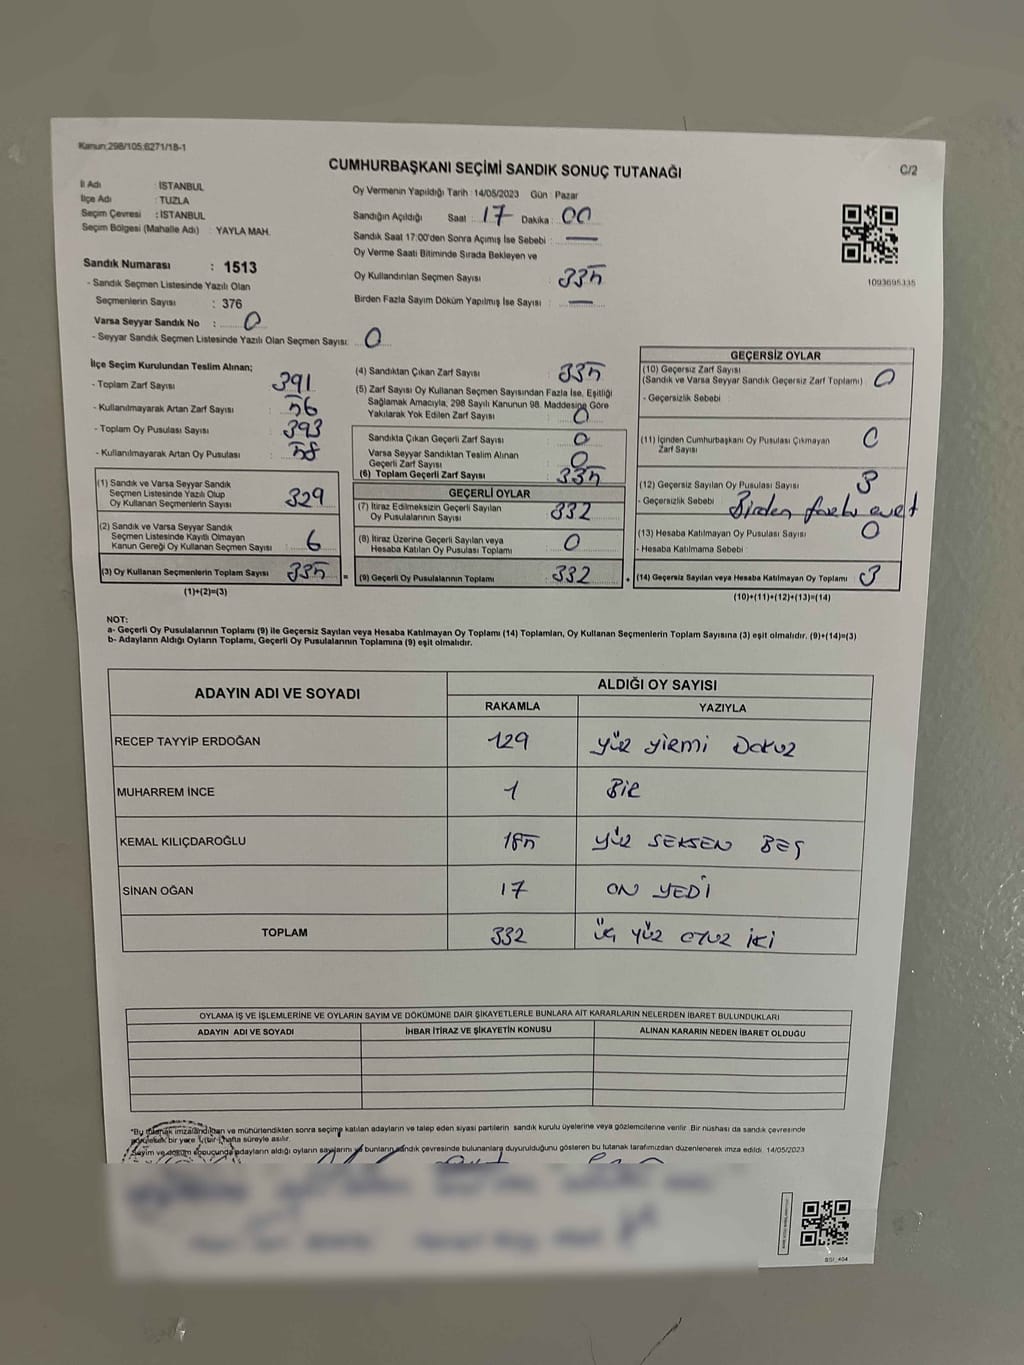 Kanun;298/105;6271/18-1
CUMHURBAŞKANI SEÇİMİ SANDIK SONUÇ TUTANAĞI
C/2
İl Adı : İSTANBUL
İlçe Adı : TUZLA
Seçim Çevresi : İSTANBUL
Seçim Bölgesi (Mahalle Adı) : YAYLA MAH.
Oy Vermenin Yapıldığı Tarih : 14/05/2023 Gün : Pazar
Sandığın Açıldığı Saat : 17 Dakika : 00
Sandık Saat 17:00'den Sonra Açımış İse Sebebi : —
Oy Verme Saati Bitiminde Sırada Bekleyen ve
Oy Kullandırılan Seçmen Sayısı : 335
Birden Fazla Sayım Döküm Yapılmış İse Sayısı : —
1093695335
Sandık Numarası : 1513
- Sandık Seçmen Listesinde Yazılı Olan
Seçmenlerin Sayısı : 376
Varsa Seyyar Sandık No : 0
- Seyyar Sandık Seçmen Listesinde Yazılı Olan Seçmen Sayısı: 0
İlçe Seçim Kurulundan Teslim Alınan;
- Toplam Zarf Sayısı : 391
- Kullanılmayarak Artan Zarf Sayısı : 56
- Toplam Oy Pusulası Sayısı : 393
- Kullanılmayarak Artan Oy Pusulası : 58
(1) Sandık ve Varsa Seyyar Sandık
Seçmen Listesinde Yazılı Olup
Oy Kullanan Seçmenlerin Sayısı : 329
(2) Sandık ve Varsa Seyyar Sandık
Seçmen Listesinde Kayıtlı Olmayan
Kanun Gereği Oy Kullanan Seçmen Sayısı : 6
(3) Oy Kullanan Seçmenlerin Toplam Sayısı : 335
(1)+(2)=(3)
(4) Sandıktan Çıkan Zarf Sayısı : 335
(5) Zarf Sayısı Oy Kullanan Seçmen Sayısından Fazla İse, Eşitliği
Sağlamak Amacıyla, 298 Sayılı Kanunun 98. Maddesine Göre
Yakılarak Yok Edilen Zarf Sayısı : 0
Sandıkta Çıkan Geçerli Zarf Sayısı : 0
Varsa Seyyar Sandıktan Teslim Alınan
Geçerli Zarf Sayısı : 0
(6) Toplam Geçerli Zarf Sayısı : 335
GEÇERLİ OYLAR
(7) İtiraz Edilmeksizin Geçerli Sayılan
Oy Pusulalarının Sayısı : 332
(8) İtiraz Üzerine Geçerli Sayılan veya
Hesaba Katılan Oy Pusulası Toplamı : 0
= (9) Geçerli Oy Pusulalarının Toplamı : 332
GEÇERSİZ OYLAR
(10) Geçersiz Zarf Sayısı
(Sandık ve Varsa Seyyar Sandık Geçersiz Zarf Toplamı) : 0
- Geçersizlik Sebebi :
(11) İçinden Cumhurbaşkanı Oy Pusulası Çıkmayan
Zarf Sayısı : 0
(12) Geçersiz Sayılan Oy Pusulası Sayısı : 3
- Geçersizlik Sebebi : Birden fazla evet
(13) Hesaba Katılmayan Oy Pusulası Sayısı : 0
- Hesaba Katılmama Sebebi :
+ (14) Geçersiz Sayılan veya Hesaba Katılmayan Oy Toplamı : 3
(10)+(11)+(12)+(13)=(14)
NOT:
a- Geçerli Oy Pusulalarının Toplamı (9) ile Geçersiz Sayılan veya Hesaba Katılmayan Oy Toplamı (14) Toplamları, Oy Kullanan Seçmenlerin Toplam Sayısına (3) eşit olmalıdır. (9)+(14)=(3)
b- Adayların Aldığı Oyların Toplamı, Geçerli Oy Pusulalarının Toplamına (9) eşit olmalıdır.
ADAYIN ADI VE SOYADI
ALDIĞI OY SAYISI
RAKAMLA YAZIYLA
RECEP TAYYİP ERDOĞAN 129 YÜZ YİRMİ DOKUZ
MUHARREM İNCE 1 BİR
KEMAL KILIÇDAROĞLU 185 YÜZ SEKSEN BEŞ
SİNAN OĞAN 17 ON YEDİ
TOPLAM 332 ÜÇ YÜZ OTUZ İKİ
OYLAMA İŞ VE İŞLEMLERİNE VE OYLARIN SAYIM VE DÖKÜMÜNE DAİR ŞİKAYETLERLE BUNLARA AİT KARARLARIN NELERDEN İBARET BULUNDUKLARI
ADAYIN ADI VE SOYADI İHBAR İTİRAZ VE ŞİKAYETİN KONUSU ALINAN KARARIN NEDEN İBARET OLDUĞU
*Bu tutanak imzalandıktan ve mühürlendikten sonra seçime katılan adayların ve talep eden siyasi partilerin sandık kurulu üyelerine veya gözlemcilerine verilir. Bir nüshası da sandık çevresinde
görülecek bir yere 1(bir) hafta süreyle asılır.
*Sayım ve döküm sonucunda adayların aldığı oyların sayılarını ve bunların sandık çevresinde bulunanlara duyurulduğunu gösteren bu tutanak tarafımızdan düzenlenerek imza edildi. 14/05/2023